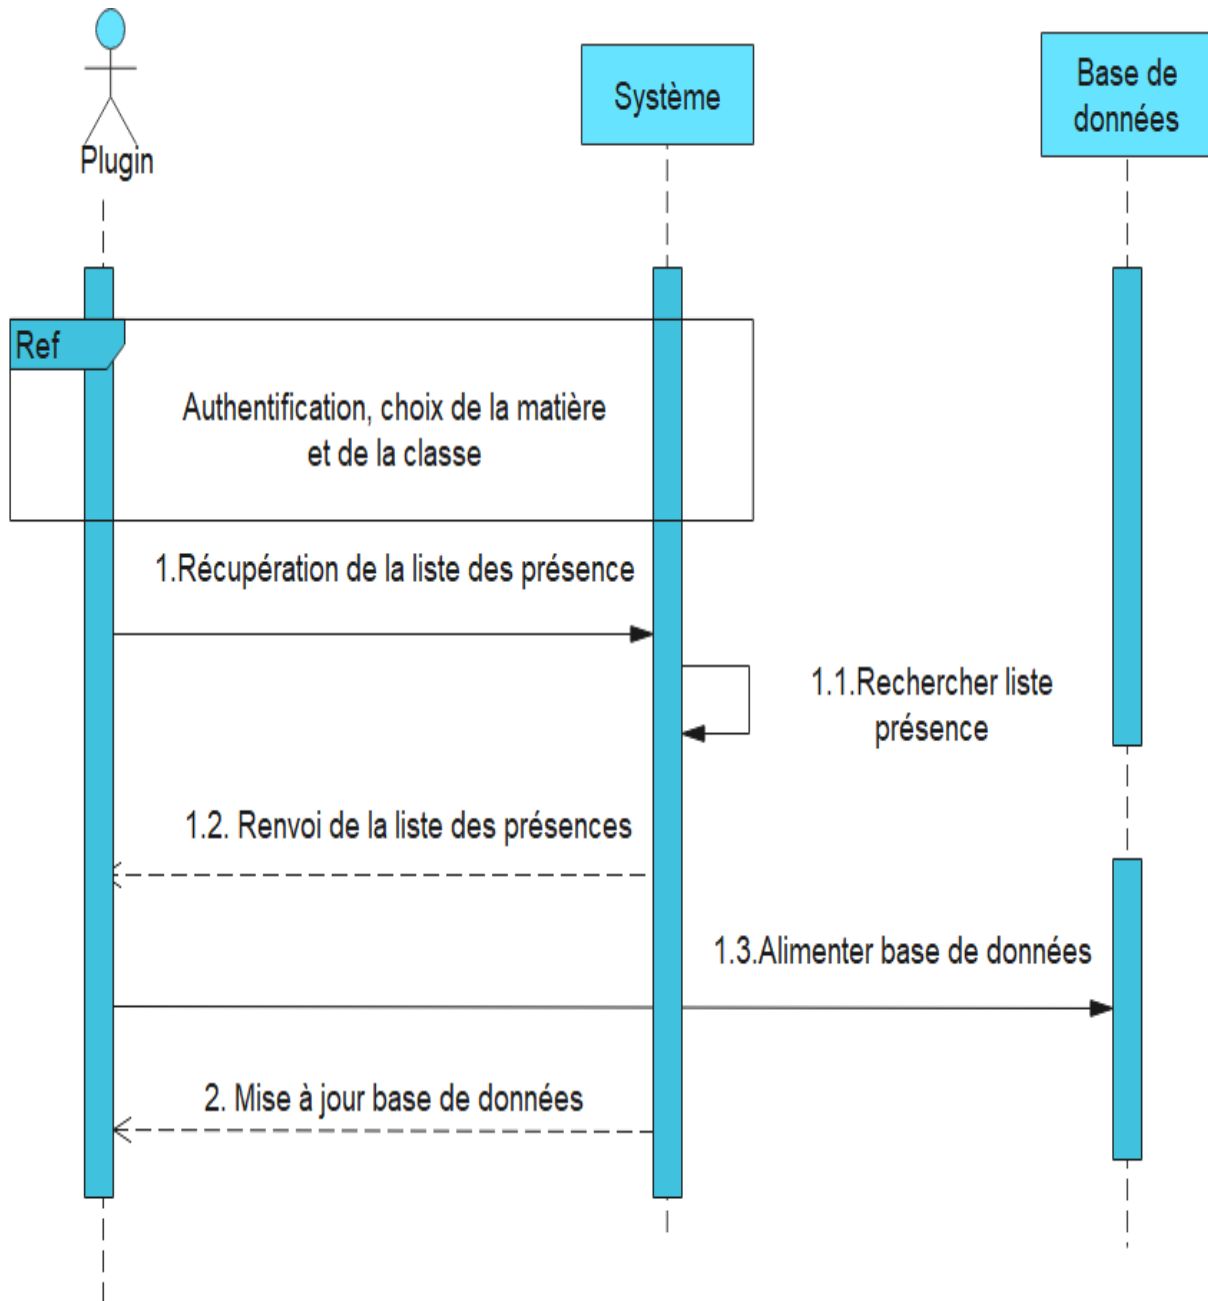 Plugin
Système
Base de
données
Ref
Authentification, choix de la matière
et de la classe
1.Récupération de la liste des présence
1.1.Rechercher liste
présence
1.2. Renvoi de la liste des présences
1.3.Alimenter base de données
2. Mise à jour base de données